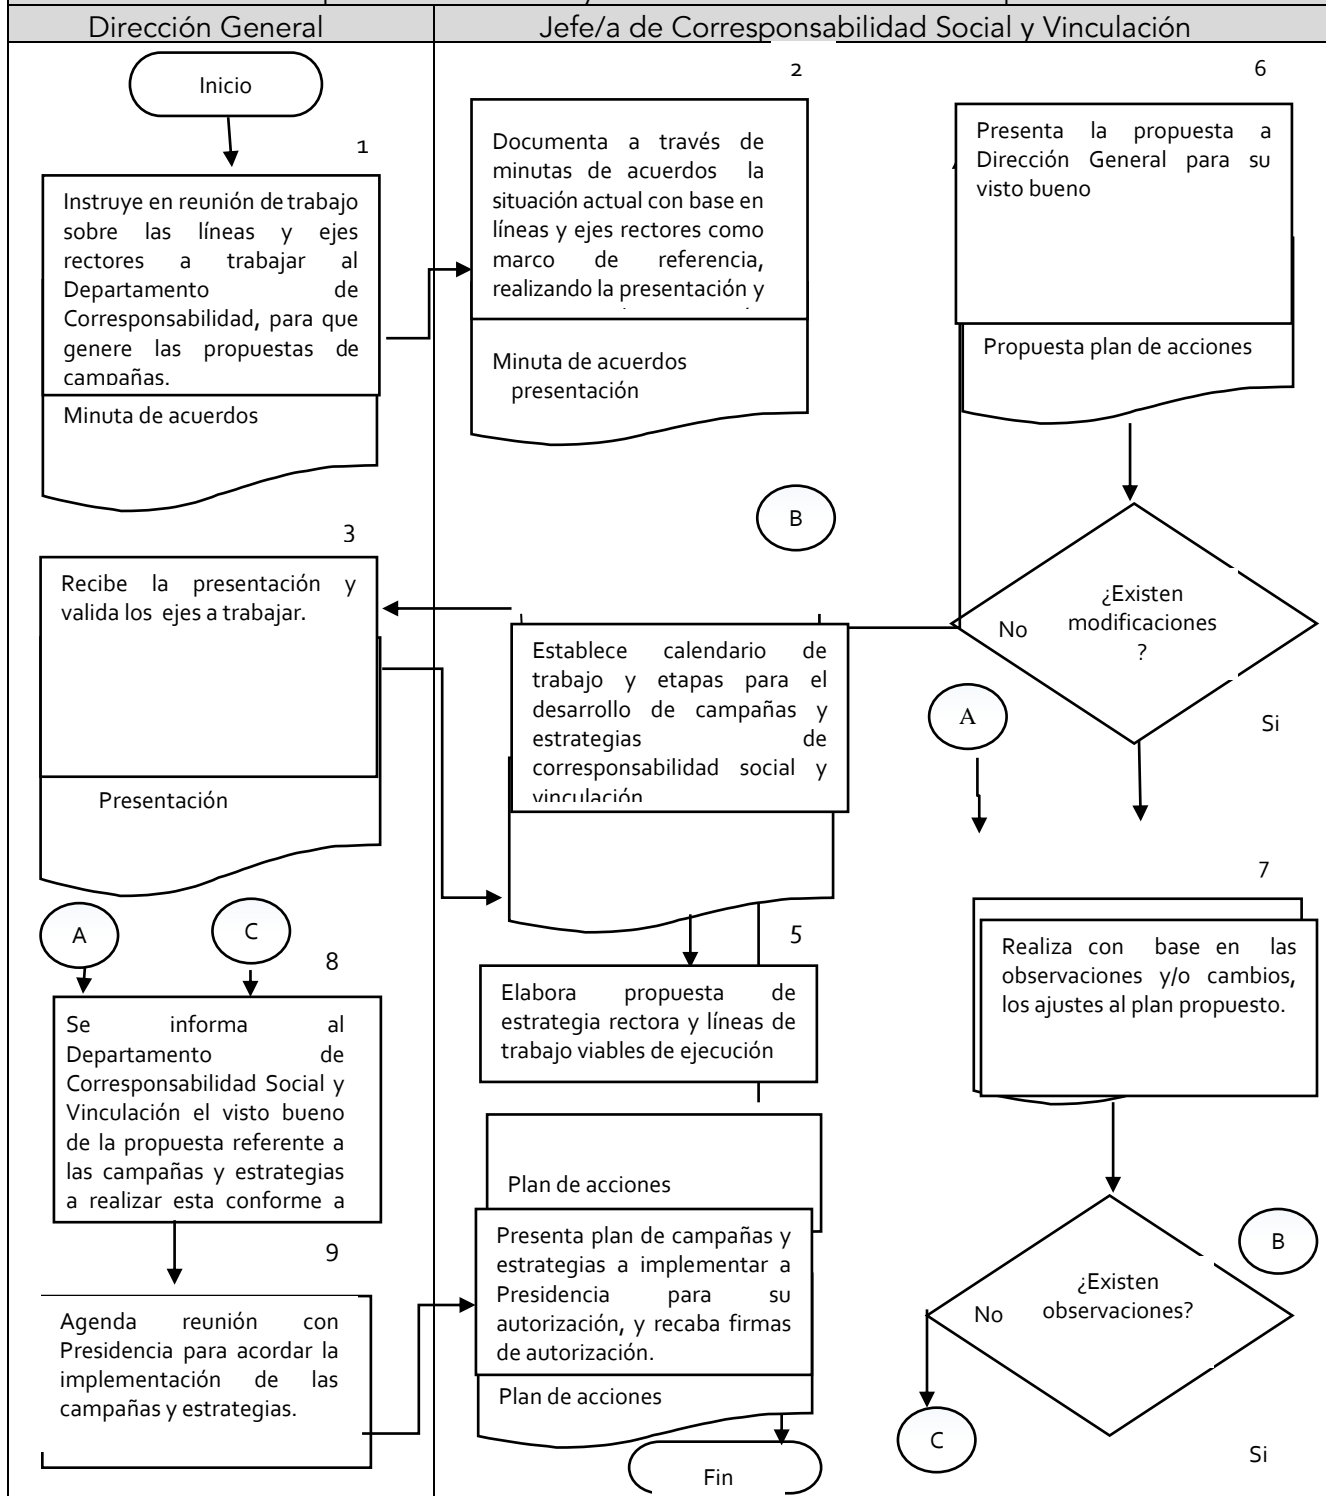 Dirección General
Jefe/a de Corresponsabilidad Social y Vinculación
Inicio
1
Instruye en reunión de trabajo
sobre las líneas y ejes
rectores a trabajar al
Departamento de
Corresponsabilidad, para que
genere las propuestas de
campañas.
Minuta de acuerdos
2
Documenta a través de
minutas de acuerdos la
situación actual con base en
líneas y ejes rectores como
marco de referencia,
realizando la presentación y
Minuta de acuerdos
presentación
3
Recibe la presentación y
valida los ejes a trabajar.
Presentación
B
Establece calendario de
trabajo y etapas para el
desarrollo de campañas y
estrategias de
corresponsabilidad social y
vinculación
5
Elabora propuesta de
estrategia rectora y líneas de
trabajo viables de ejecución
Plan de acciones
6
Presenta la propuesta a
Dirección General para su
visto bueno
Propuesta plan de acciones
¿Existen
modificaciones
?
No
Si
A
7
Realiza con base en las
observaciones y/o cambios,
los ajustes al plan propuesto.
¿Existen
observaciones?
No
Si
B
C
A
C
8
Se informa al
Departamento de
Corresponsabilidad Social y
Vinculación el visto bueno
de la propuesta referente a
las campañas y estrategias
a realizar esta conforme a
9
Agenda reunión con
Presidencia para acordar la
implementación de las
campañas y estrategias.
Presenta plan de campañas y
estrategias a implementar a
Presidencia para su
autorización, y recaba firmas
de autorización.
Plan de acciones
Fin